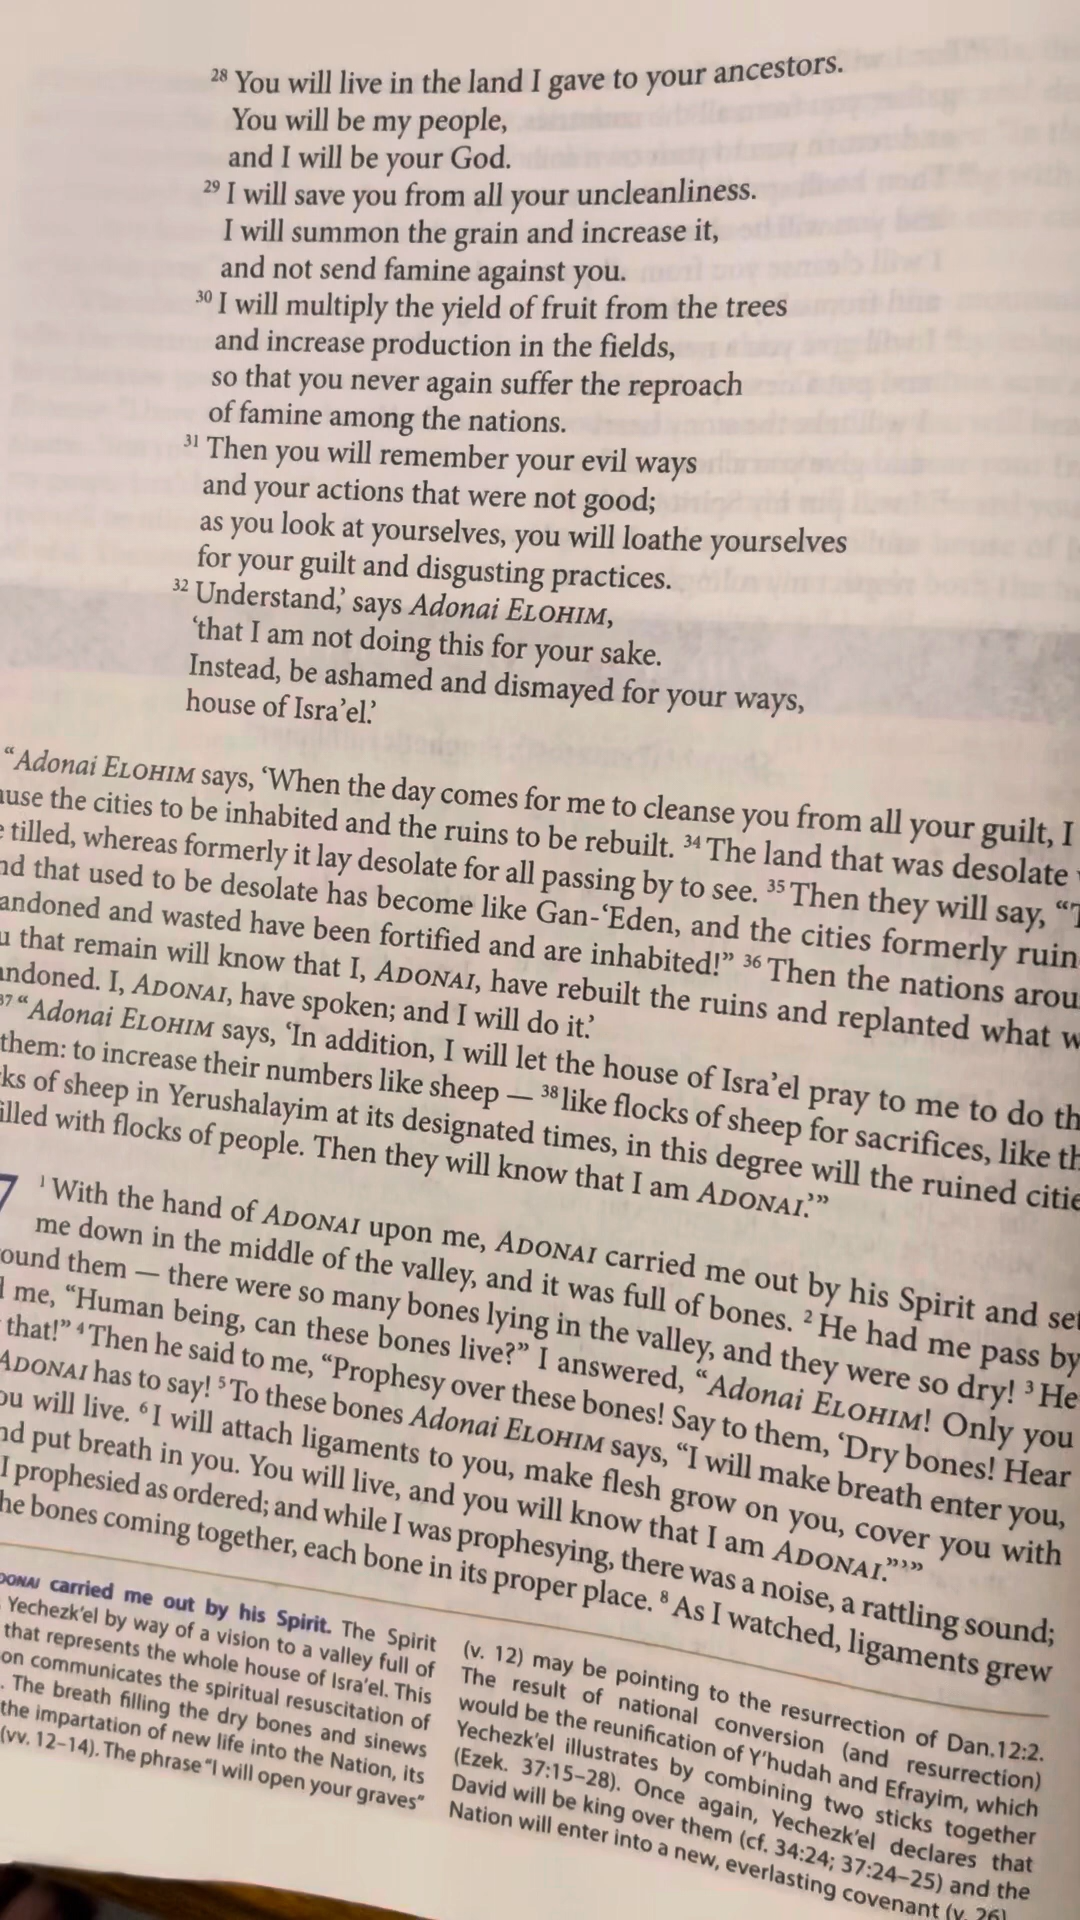 28 You will live in the land I gave to your ancestors.
You will be my people,
and I will be your God.
29 I will save you from all your uncleanliness.
I will summon the grain and increase it,
and not send famine against you.
30 I will multiply the yield of fruit from the trees
and increase production in the fields,
so that you never again suffer the reproach
of famine among the nations.
31 Then you will remember your evil ways
and your actions that were not good;
as you look at yourselves, you will loathe yourselves
for your guilt and disgusting practices.
32 Understand,’ says Adonai ELOHIM,
‘that I am not doing this for your sake.
Instead, be ashamed and dismayed for your ways,
house of Isra’el.’
“Adonai ELOHIM says, ‘When the day comes for me to cleanse you from all your guilt, I
the cities to be inhabited and the ruins to be rebuilt. 34 The land that was desolate
tilled, whereas formerly it lay desolate for all passing by to see. 35 Then they will say, “
that used to be desolate has become like Gan-‘Eden, and the cities formerly
and wasted have been fortified and are inhabited!” 36 Then the nations
that remain will know that I, ADONAI, have rebuilt the ruins and replanted what
I, ADONAI, have spoken; and I will do it.’
37 “Adonai ELOHIM says, ‘In addition, I will let the house of Isra’el pray to me to do
them: to increase their numbers like sheep — 38 like flocks of sheep for sacrifices, like
of sheep in Yerushalayim at its designated times, in this degree will the ruined
with flocks of people. Then they will know that I am ADONAI.’”
7 1 With the hand of ADONAI upon me, ADONAI carried me out by his Spirit and set
me down in the middle of the valley, and it was full of bones. 2 He had me pass by
them — there were so many bones lying in the valley, and they were so dry! 3 He
me, “Human being, can these bones live?” I answered, “Adonai ELOHIM! Only you
that!” 4 Then he said to me, “Prophesy over these bones! Say to them, ‘Dry bones! Hear
ADONAI has to say! 5 To these bones Adonai ELOHIM says, “I will make breath enter you,
will live. 6 I will attach ligaments to you, make flesh grow on you, cover you with
put breath in you. You will live, and you will know that I am ADONAI.”’”
I prophesied as ordered; and while I was prophesying, there was a noise, a rattling sound;
bones coming together, each bone in its proper place. 8 As I watched, ligaments grew
carried me out by his Spirit. The Spirit
Yechezk’el by way of a vision to a valley full of
that represents the whole house of Isra’el. This
communicates the spiritual resuscitation of
. The breath filling the dry bones and sinews
the impartation of new life into the Nation, its
(vv. 12–14). The phrase “I will open your graves”
(v. 12) may be pointing to the resurrection of Dan.12:2.
The result of national conversion (and resurrection)
would be the reunification of Y’hudah and Efrayim, which
Yechezk’el illustrates by combining two sticks together
(Ezek. 37:15–28). Once again, Yechezk’el declares that
David will be king over them (cf. 34:24; 37:24–25) and the
Nation will enter into a new, everlasting covenant (v. 26)